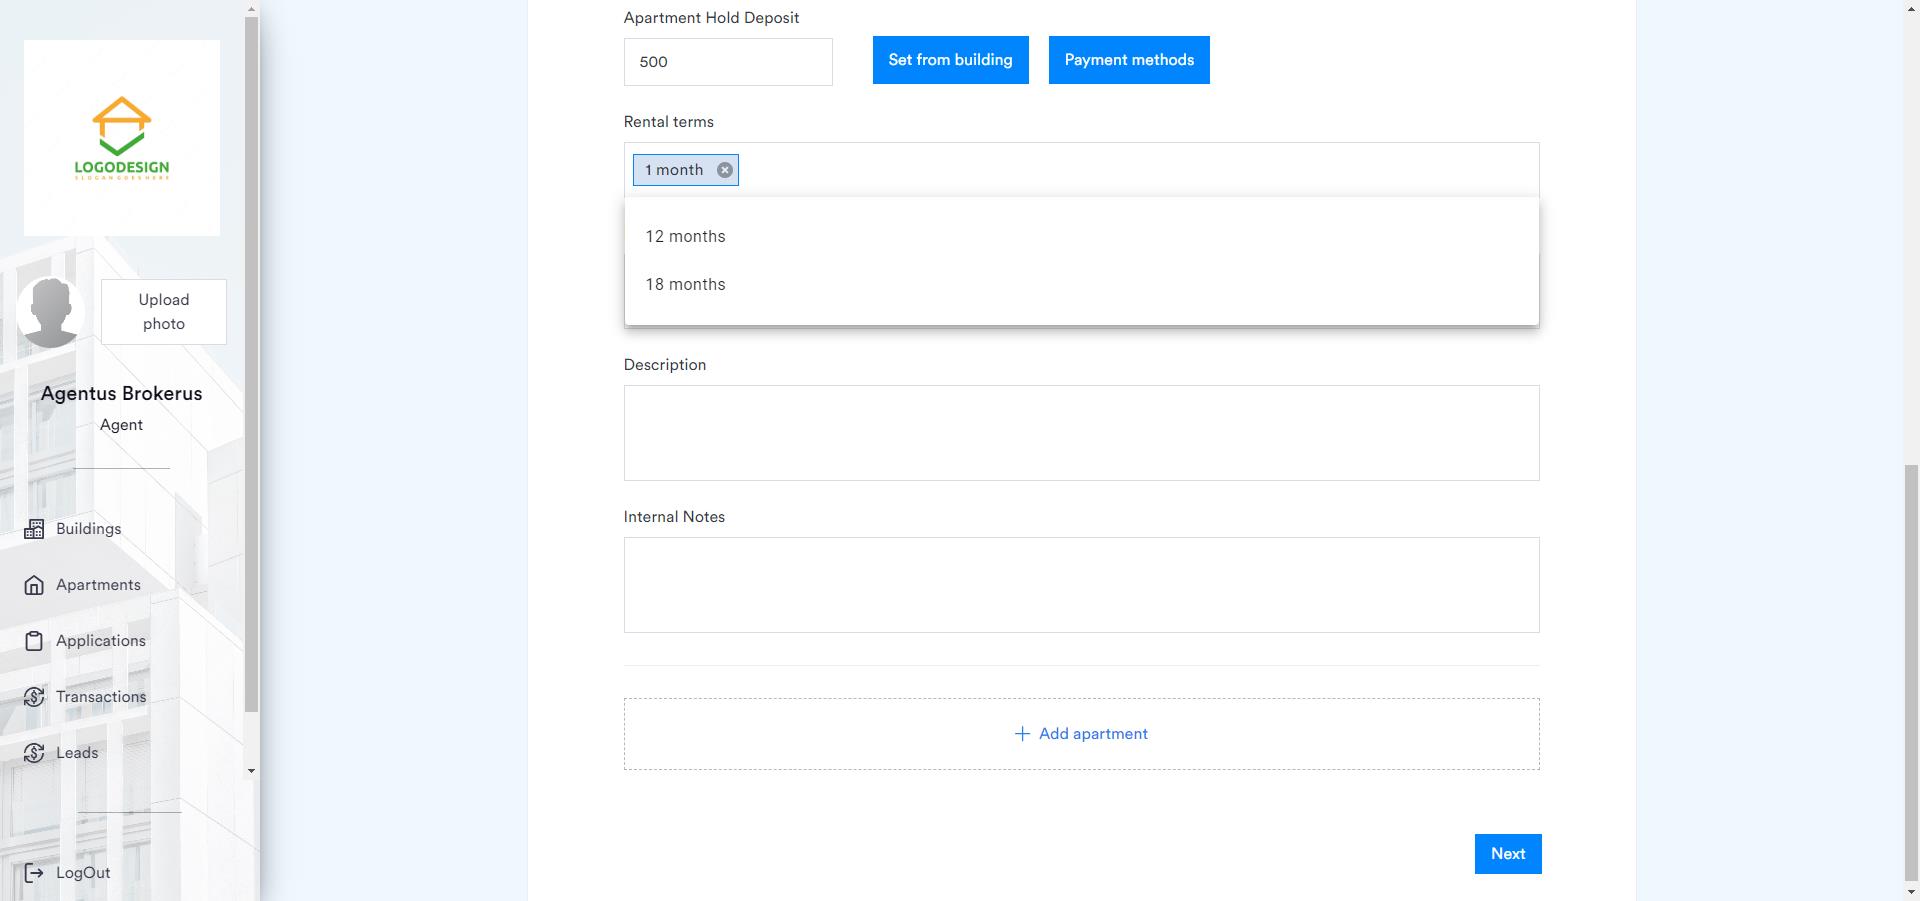 LOGODESIGN
SLOGANGOESHERE
Upload
photo
Agentus Brokerus
Agent
Buildings
Apartments
Applications
Transactions
Leads
LogOut
Apartment Hold Deposit
500
Set from building
Payment methods
Rental terms
1 month
12 months
18 months
Description
Internal Notes
Add apartment
Next